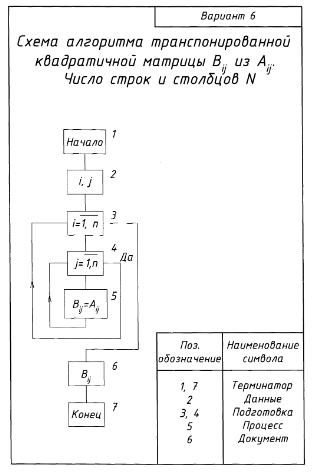 Вариант 6
Схема алгоритма транспонированной
квадратичной матрицы Bij из Aij.
Число строк и столбцов N
Начало
1
i, j
2
i=1, n
3
j=1,n
4
Да
Bij=Aij
5
Bij
6
Конец
7
Поз. обозначение
Наименование символа
1, 7
Терминатор
2
Данные
3, 4
Подготовка
5
Процесс
6
Документ